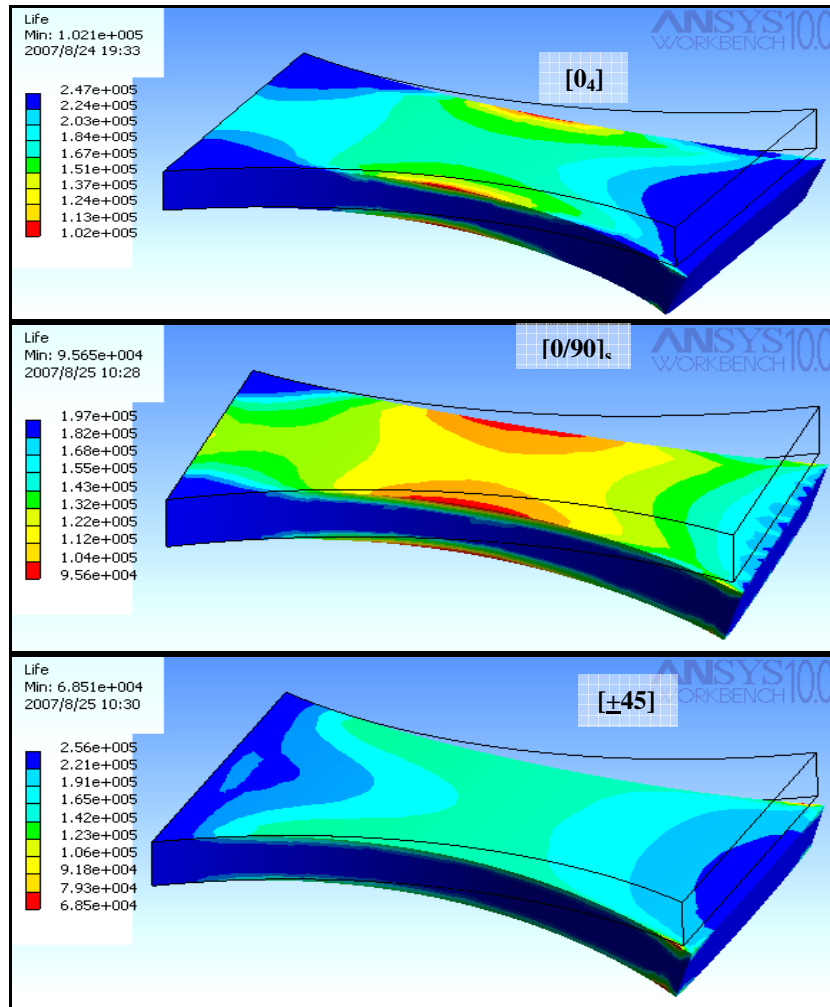 Life
Min: 1.021e+005
2007/8/24 19:33
ANSYS 10.0
WORKBENCH
[0₄]
2.47e+005
2.24e+005
2.03e+005
1.84e+005
1.67e+005
1.51e+005
1.37e+005
1.24e+005
1.13e+005
1.02e+005
Life
Min: 9.565e+004
2007/8/25 10:28
[0/90]ₛ
ANSYS 10.0
WORKBENCH
1.97e+005
1.82e+005
1.68e+005
1.55e+005
1.43e+005
1.32e+005
1.22e+005
1.12e+005
1.04e+005
9.56e+004
Life
Min: 6.851e+004
2007/8/25 10:30
[±45]
ANSYS 10.0
WORKBENCH
2.56e+005
2.21e+005
1.91e+005
1.65e+005
1.42e+005
1.23e+005
1.06e+005
9.18e+004
7.93e+004
6.85e+004